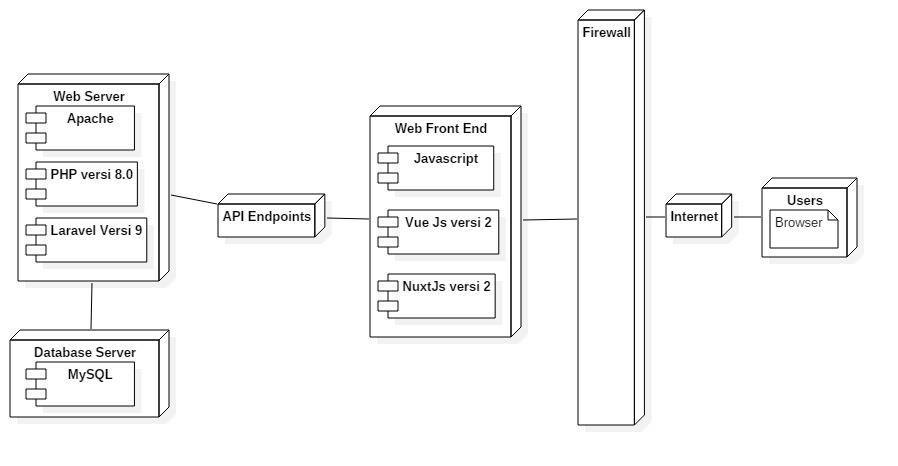 Web Server
Apache
PHP versi 8.0
Laravel Versi 9
Database Server
MySQL
API Endpoints
Web Front End
Javascript
Vue Js versi 2
NuxtJs versi 2
Firewall
Internet
Users
Browser